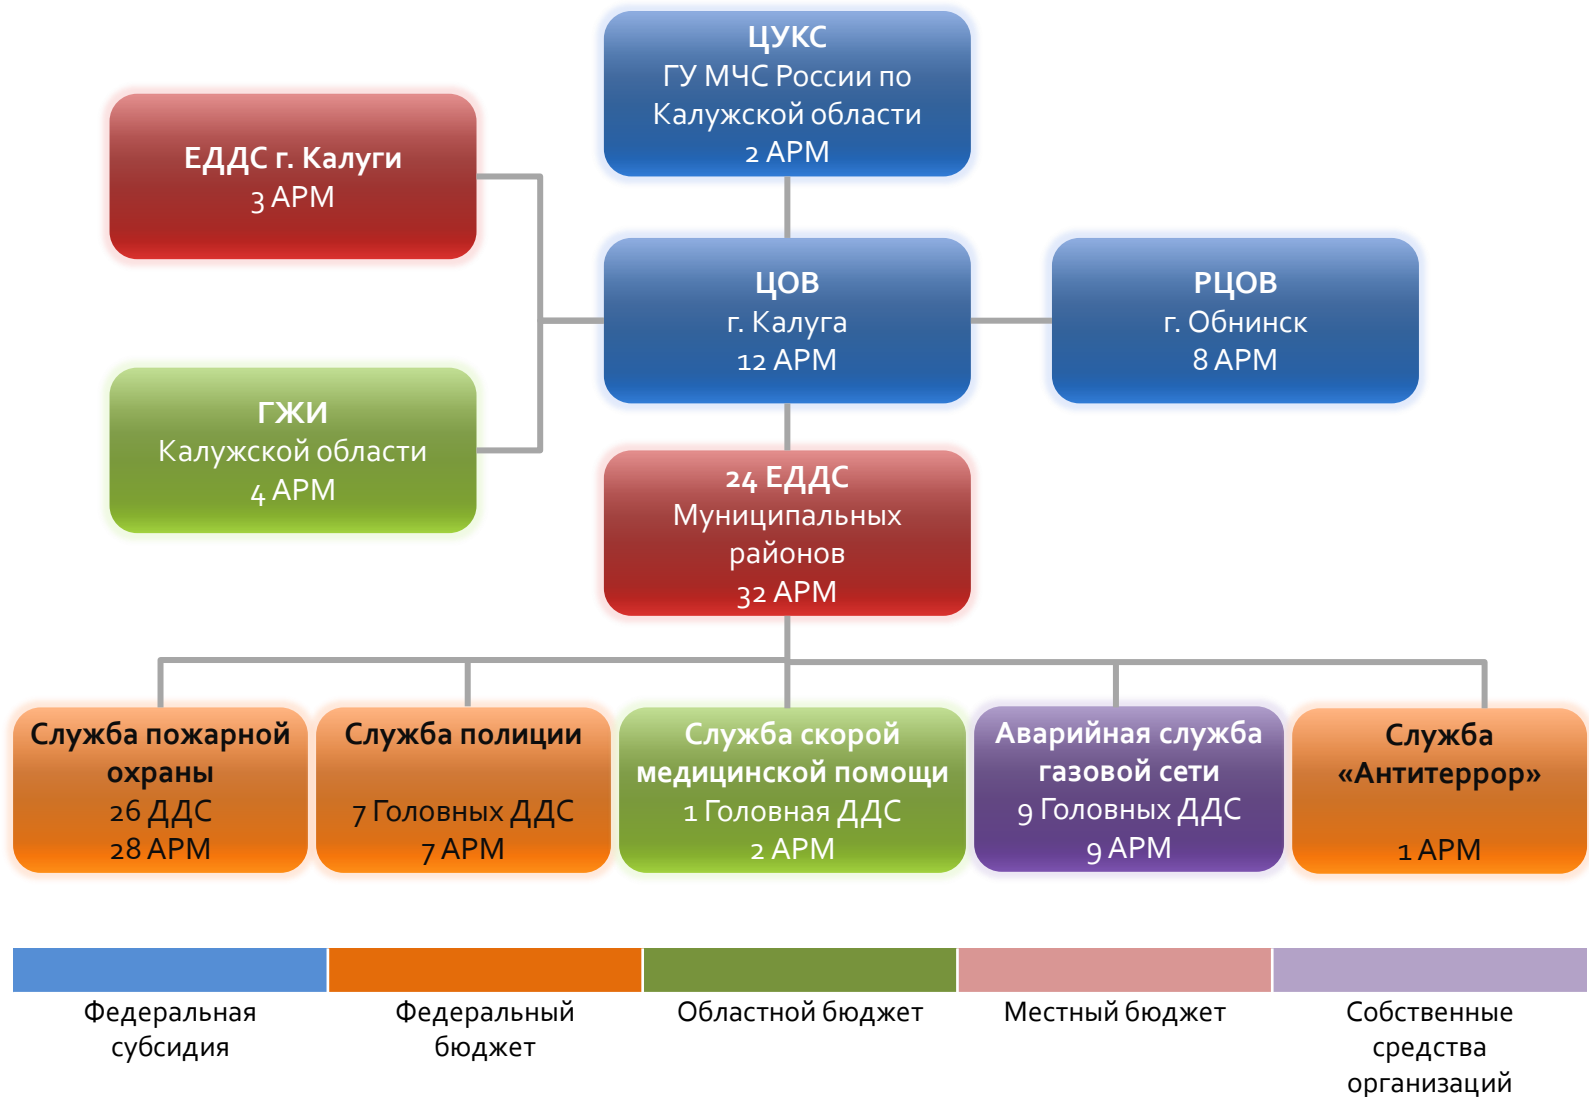 ЦУКС
ГУ МЧС России по
Калужской области
2 АРМ
ЕДДС г. Калуги
3 АРМ
ЦОВ
г. Калуга
12 АРМ
РЦОВ
г. Обнинск
8 АРМ
ГЖИ
Калужской области
4 АРМ
24 ЕДДС
Муниципальных
районов
32 АРМ
Служба пожарной
охраны
26 ДДС
28 АРМ
Служба полиции
7 Головных ДДС
7 АРМ
Служба скорой
медицинской помощи
1 Головная ДДС
2 АРМ
Аварийная служба
газовой сети
9 Головных ДДС
9 АРМ
Служба
«Антитеррор»
1 АРМ
Федеральная
субсидия
Федеральный
бюджет
Областной бюджет
Местный бюджет
Собственные
средства
организаций